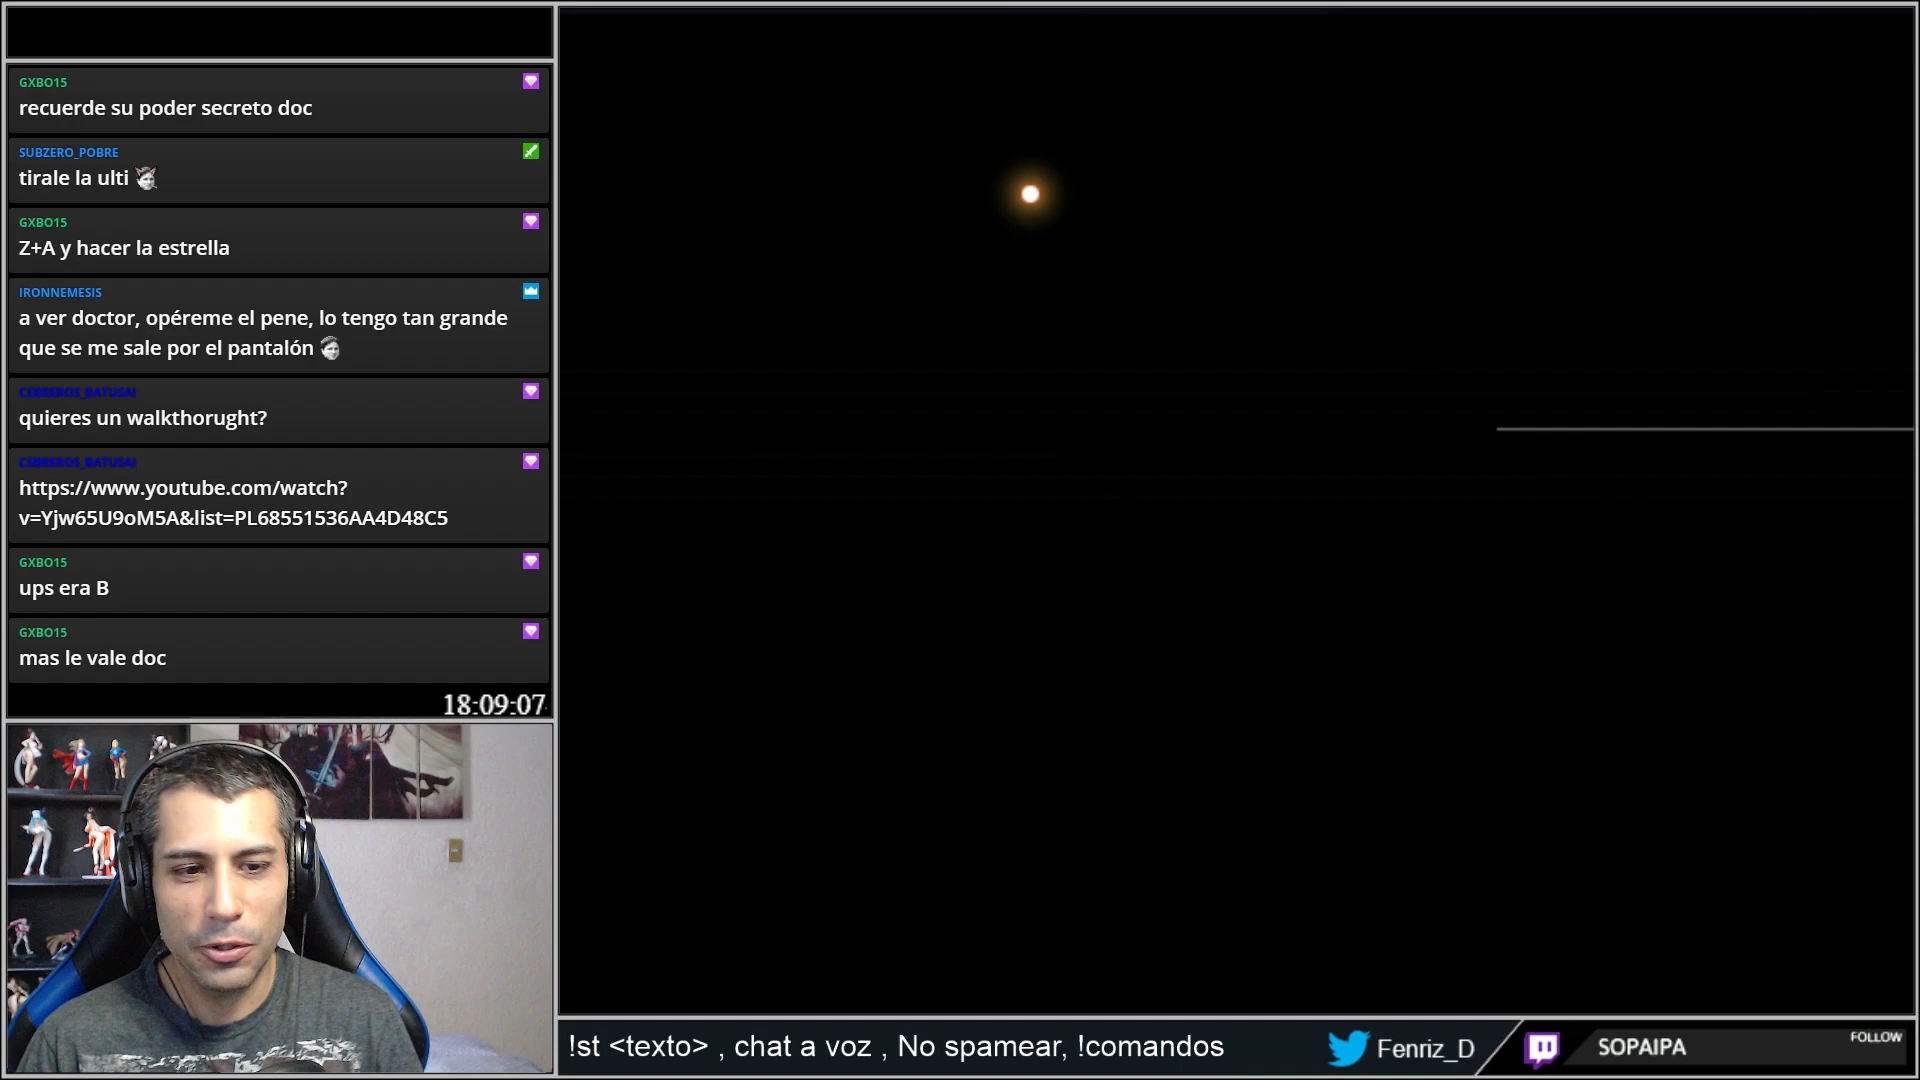 GXBO15
recuerde su poder secreto doc
SUBZERO_POBRE
tirale la ulti
GXBO15
Z+A y hacer la estrella
IRONNEMESIS
a ver doctor, opéreme el pene, lo tengo tan grande
que se me sale por el pantalón
CEBREROS_BATUSAI
quieres un walkthorught?
CEBREROS_BATUSAI
https://www.youtube.com/watch?
v=Yjw65U9oM5A&list=PL68551536AA4D48C5
GXBO15
ups era B
GXBO15
mas le vale doc
18:09:07
!st <texto> , chat a voz , No spamear, !comandos
Fenriz_D
SOPAIPA
FOLLOW